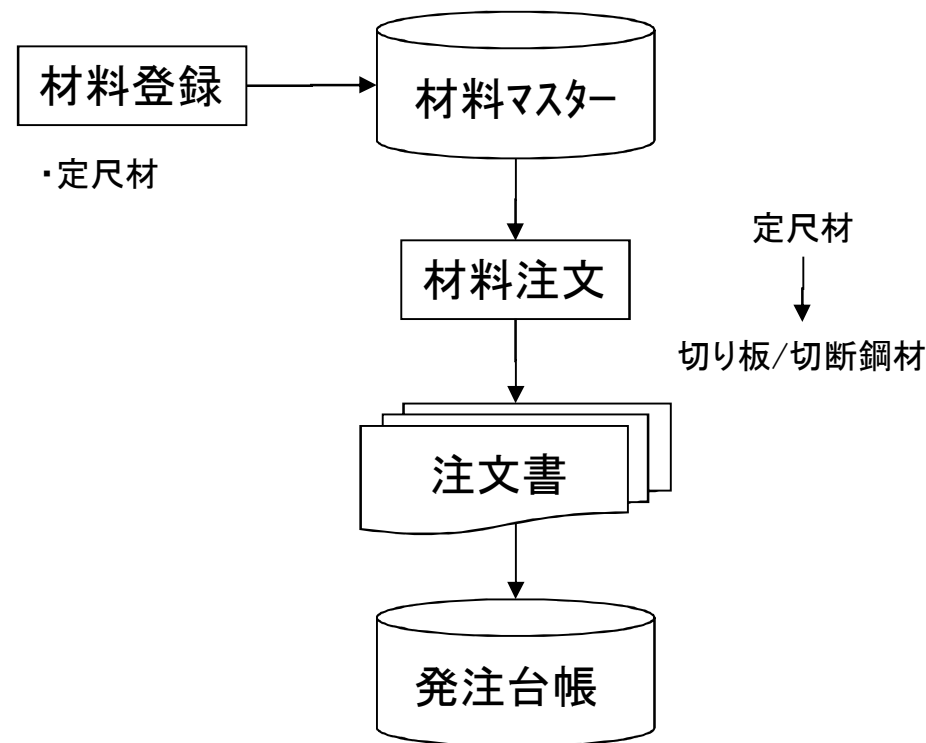 材料登録
材料マスター
・定尺材
定尺材
材料注文
切り板/切断鋼材
注文書
発注台帳